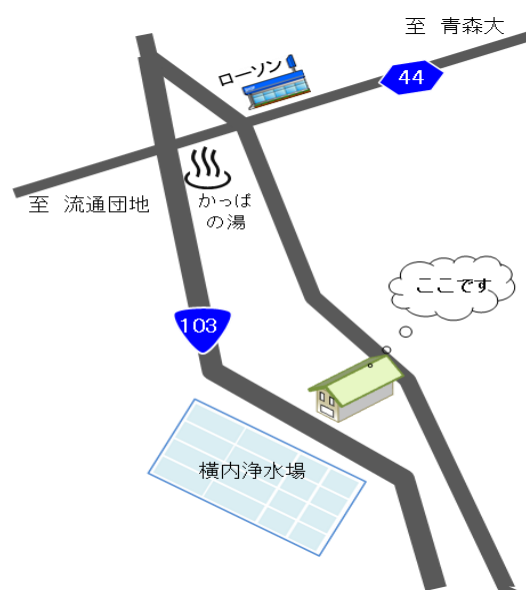 至 青森大
ローソン
44
至 流通団地
かっぱ
の湯
ここです
103
横内浄水場